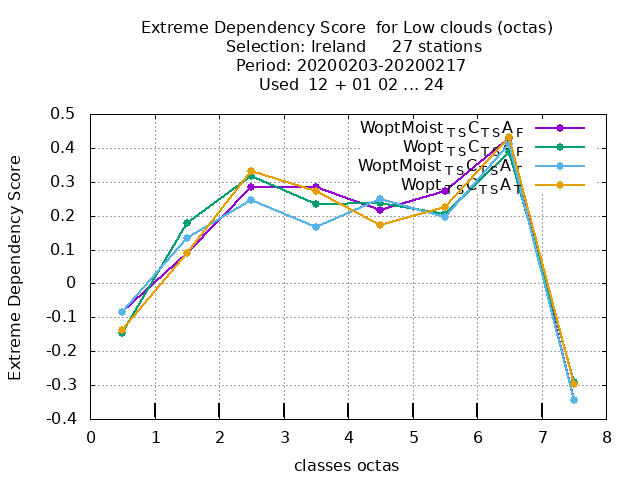 Extreme Dependency Score for Low clouds (octas)
Selection: Ireland 27 stations
Period: 20200203-20200217
Used 12 + 01 02 ... 24
WoptMoist TS C TS A F
Wopt TS C TS A F
WoptMoist TS C TS A T
Wopt TS C TS A T
Extreme Dependency Score
0.5
0.4
0.3
0.2
0.1
0
-0.1
-0.2
-0.3
-0.4
0 1 2 3 4 5 6 7 8
classes octas